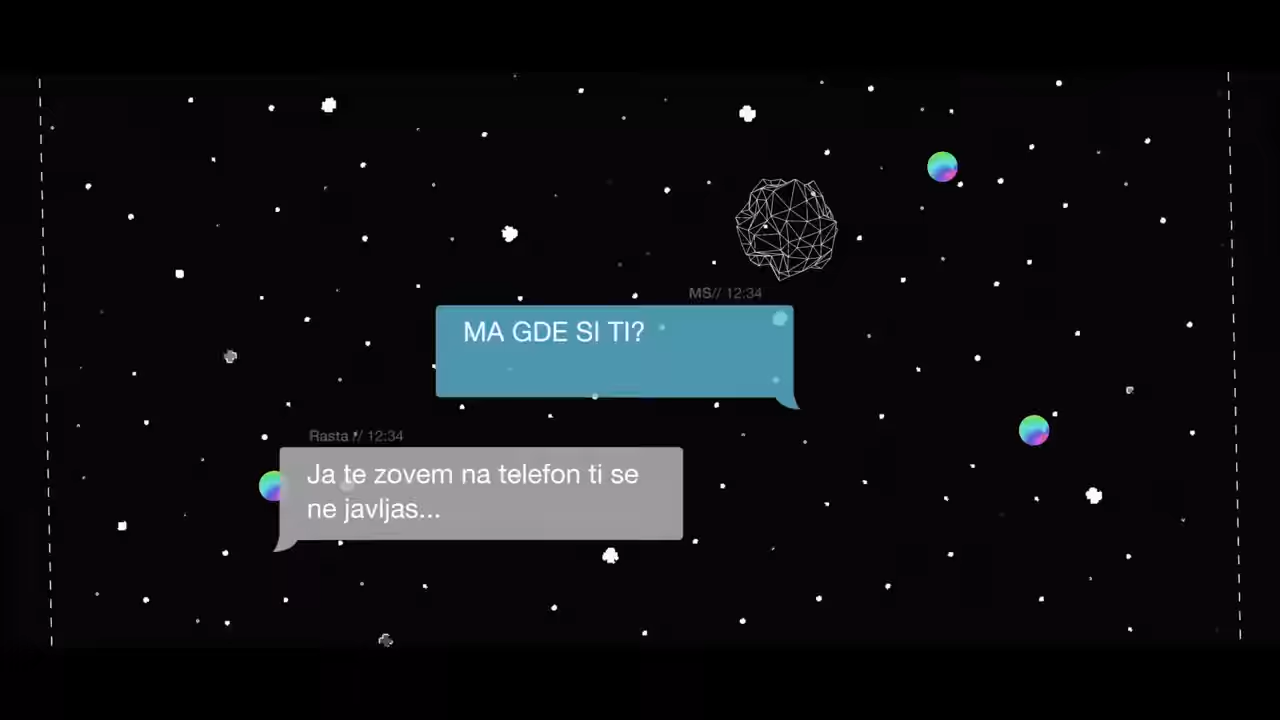 MS// 12:34
MA GDE SI TI?
Rasta // 12:34
Ja te zovem na telefon ti se
ne javljas...